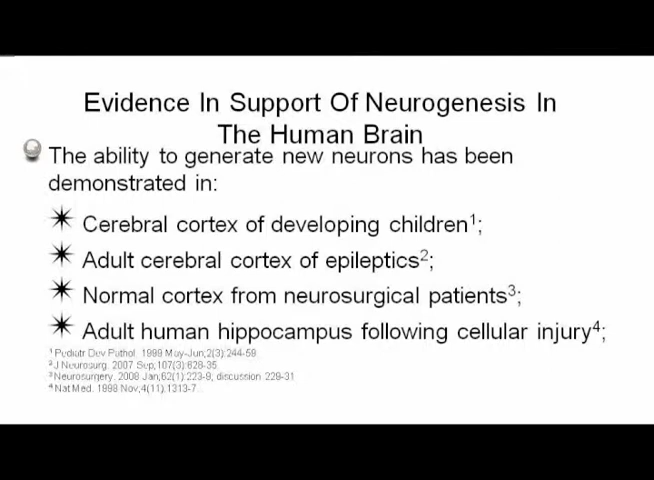 Evidence In Support Of Neurogenesis In
The Human Brain
The ability to generate new neurons has been
demonstrated in:
Cerebral cortex of developing children1;
Adult cerebral cortex of epileptics2;
Normal cortex from neurosurgical patients3;
Adult human hippocampus following cellular injury4;
1 Pediatr Dev Pathol. 1999 May-Jun;2(3):244-59
2 J Neurosurg. 2007 Sep;107(3):628-35.
3 Neurosurgery. 2008 Jan;62(1):223-9; discussion 229-31
4 Nat Med. 1998 Nov;4(11):1313-7.